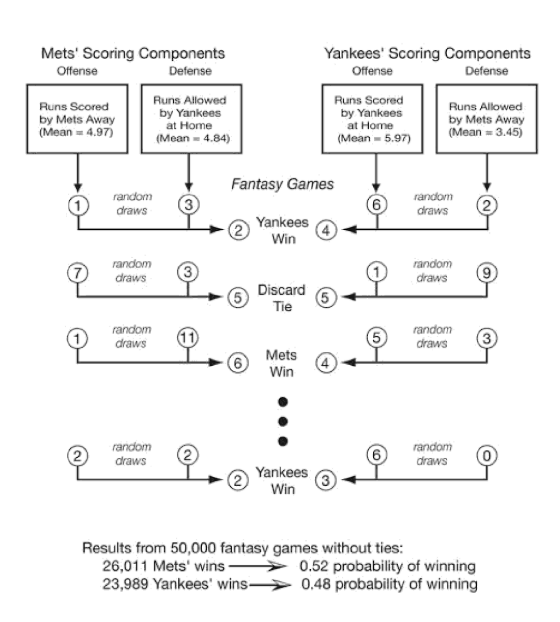 Mets' Scoring Components
Yankees' Scoring Components
Offense
Defense
Offense
Defense
Runs Scored
by Mets Away
(Mean = 4.97)
Runs Allowed
by Yankees
at Home
(Mean = 4.84)
Runs Scored
by Yankees
at Home
(Mean = 5.97)
Runs Allowed
by Mets Away
(Mean = 3.45)
Fantasy Games
1 random draws 3
2 Yankees Win 4
6 random draws 2
7 random draws 3
5 Discard Tie 5
1 random draws 9
1 random draws 11
6 Mets Win 4
5 random draws 3
2 random draws 2
2 Yankees Win 3
6 random draws 0
Results from 50,000 fantasy games without ties:
26,011 Mets' wins 0.52 probability of winning
23,989 Yankees' wins 0.48 probability of winning